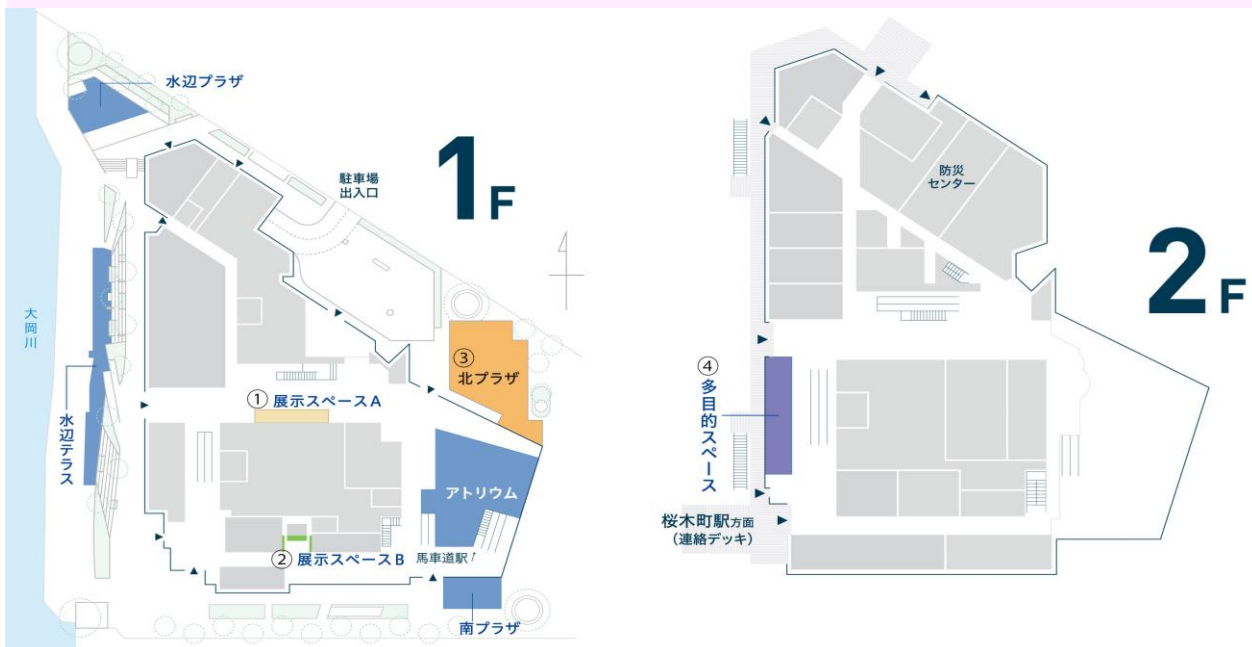 水辺プラザ
1F
駐車場
出入口
大岡川
③
北プラザ
① 展示スペースA
水辺テラス
アトリウム
② 展示スペースB
馬車道駅
南プラザ
2F
防災
センター
④多目的スペース
桜木町駅方面
(連絡デッキ)